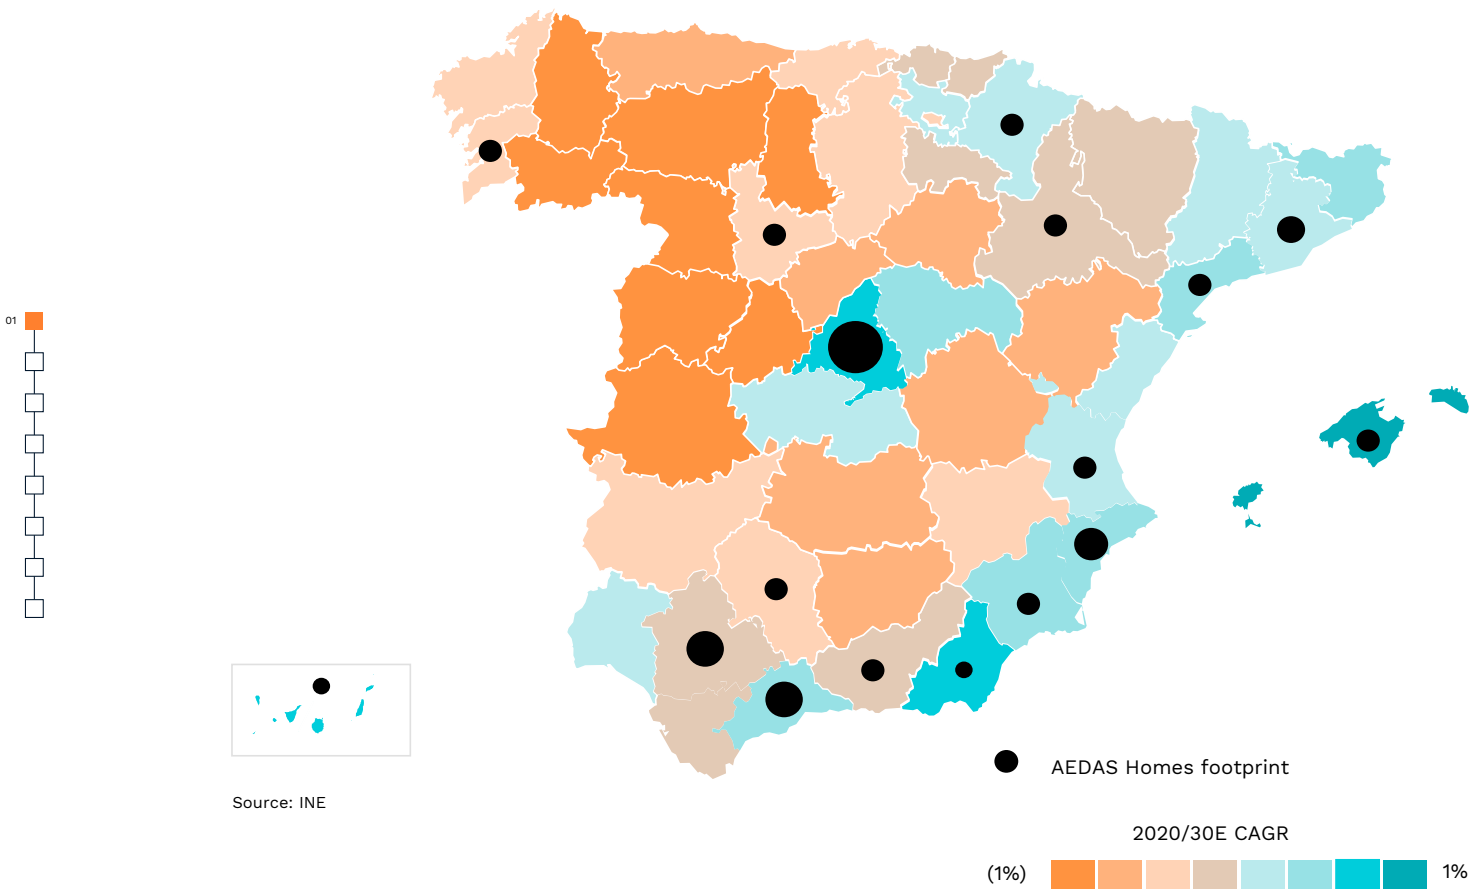 01
AEDAS Homes footprint
Source: INE
2020/30E CAGR
(1%)
1%